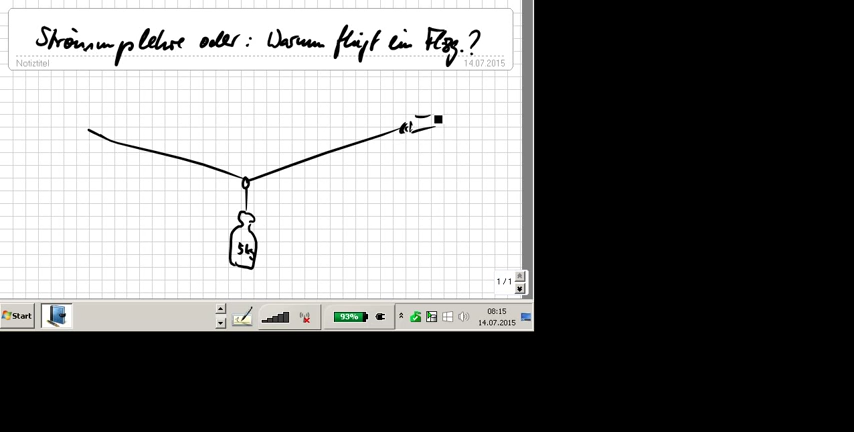 Strömungslehre oder: Warum fliegt ein Flzg.?
Notiztitel
14.07.2015
5kg
1/1
Start
93%
08:15
14.07.2015